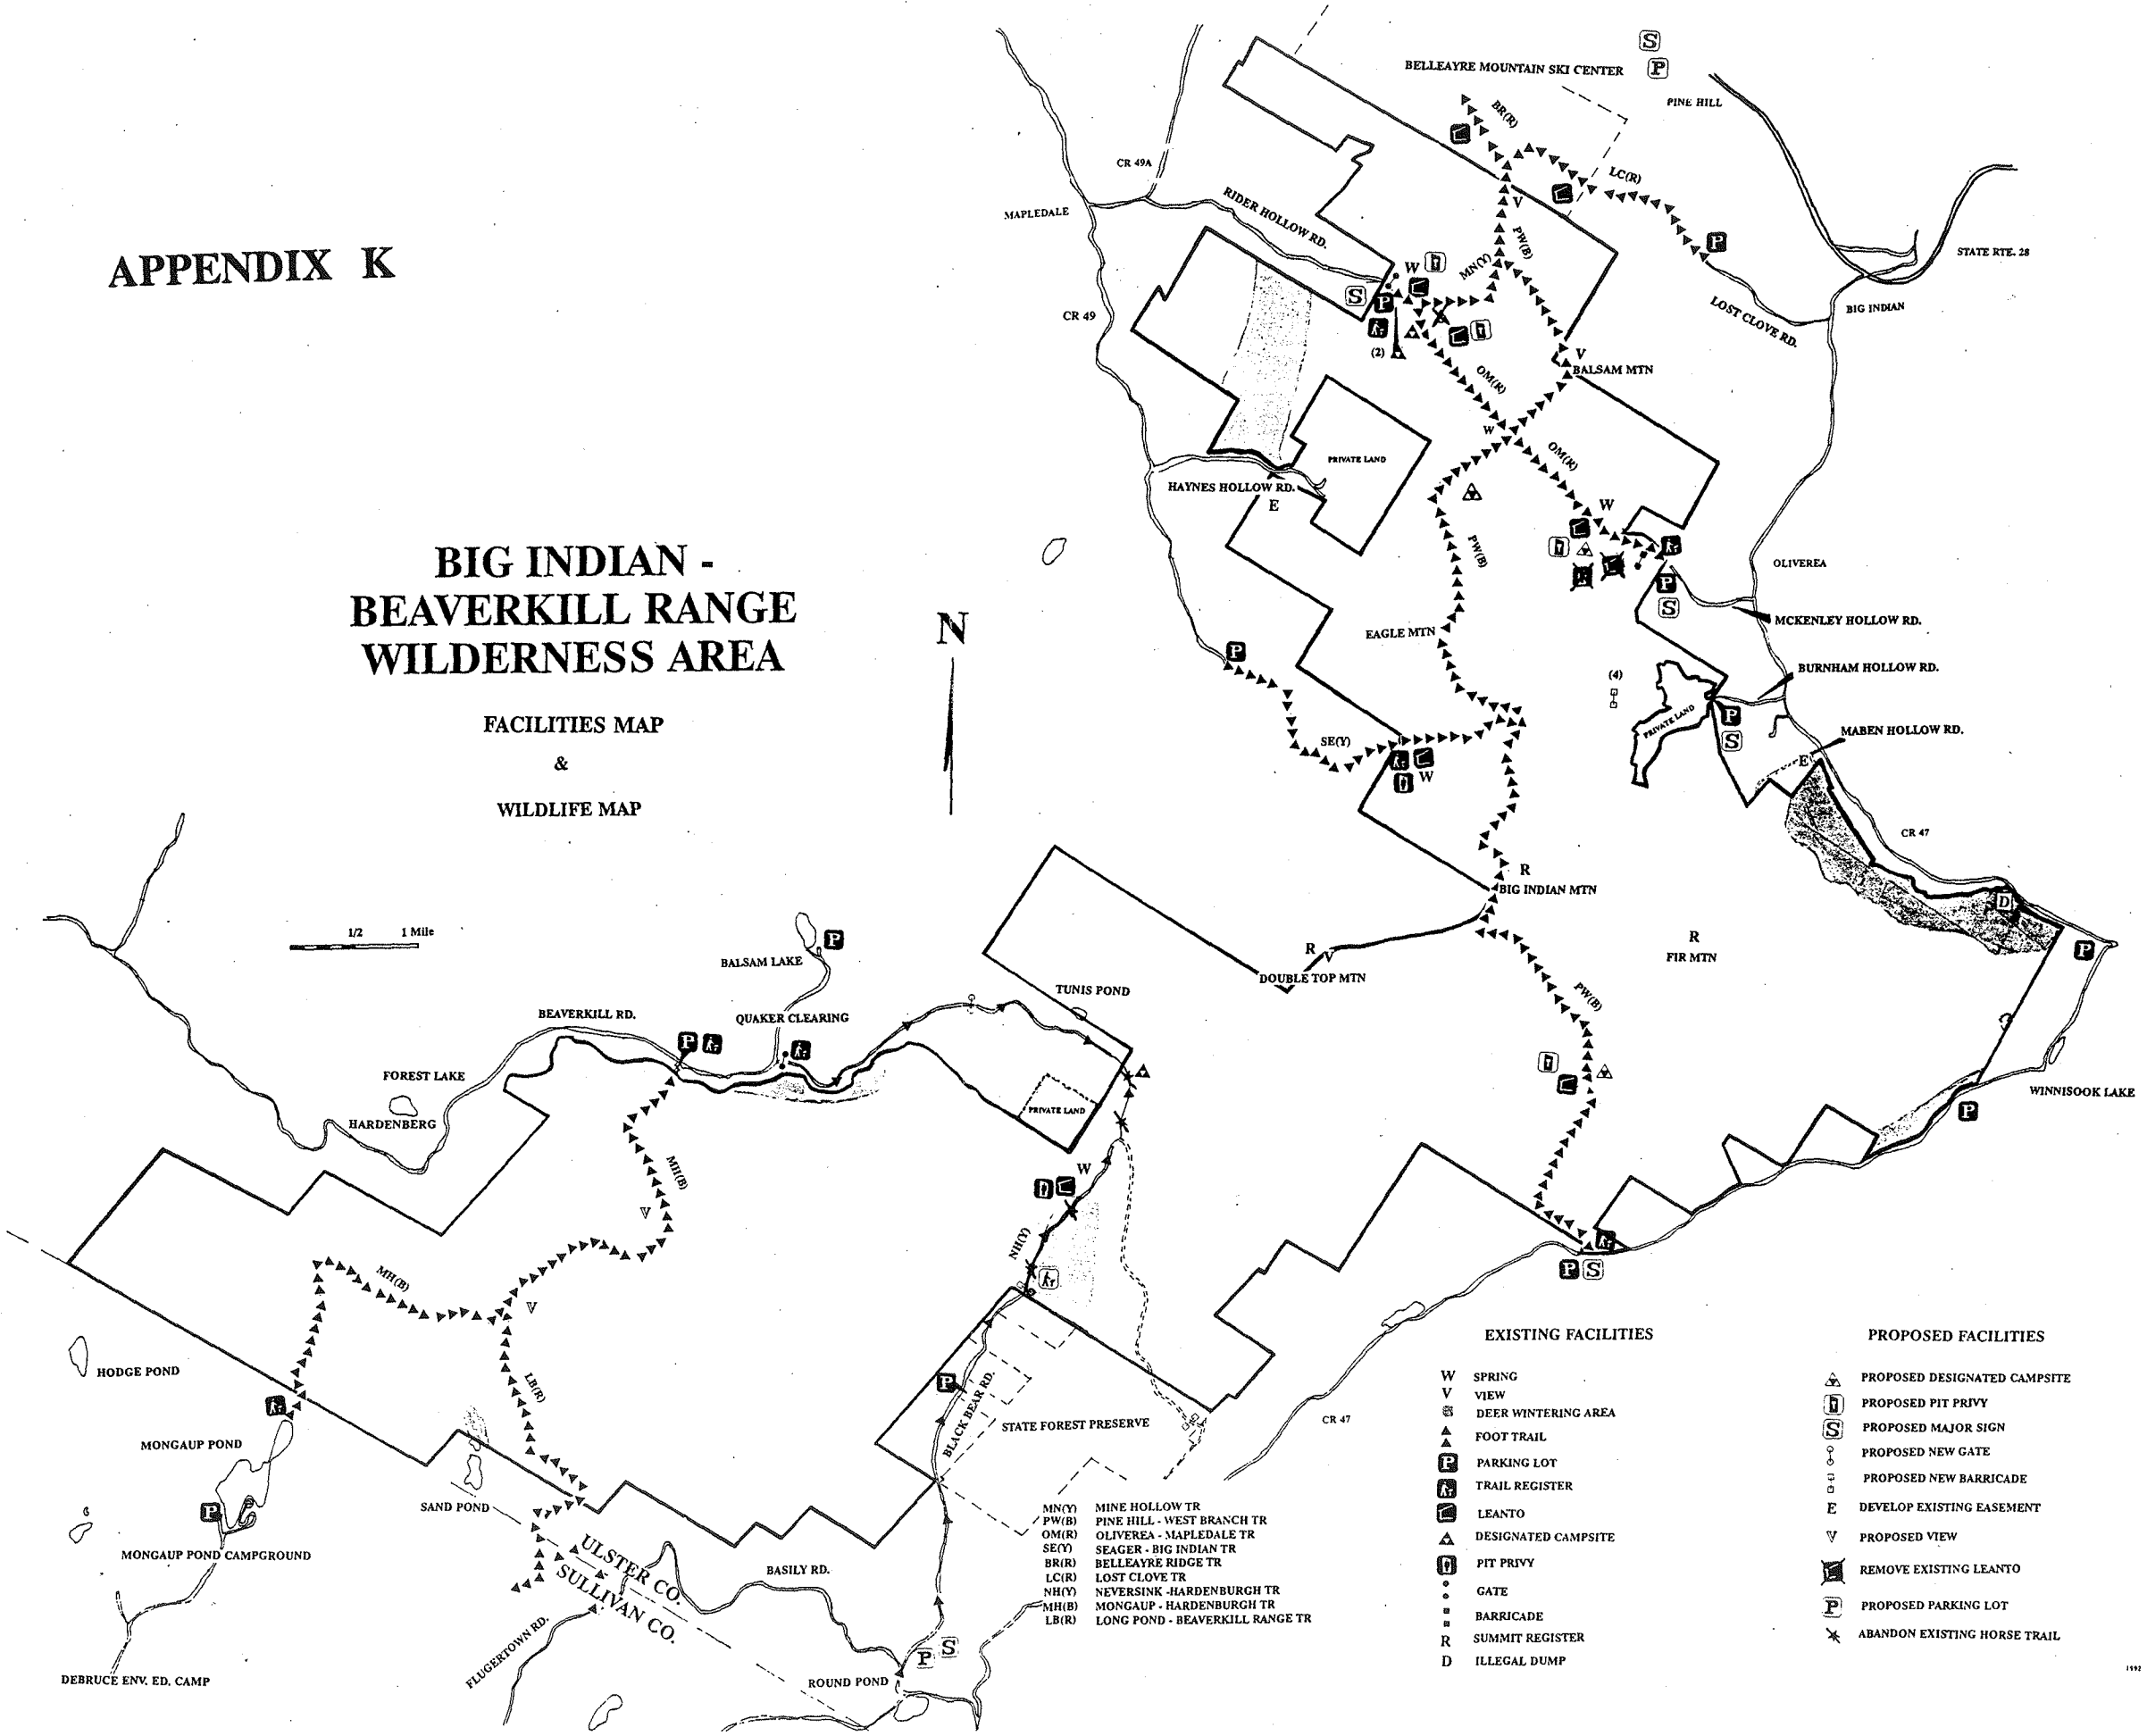 APPENDIX K
BIG INDIAN -
BEAVERKILL RANGE
WILDERNESS AREA
FACILITIES MAP
&
WILDLIFE MAP
N
1/2 1 Mile
BELLEAYRE MOUNTAIN SKI CENTER
S
P
PINE HILL
BR(R)
LC(R)
CR 49A
MAPLEDALE
RIDER HOLLOW RD.
V
PW(B)
MN(Y)
P
STATE RTE. 28
BIG INDIAN
LOST CLOVE RD.
W
S
P
(2)
CR 49
OM(R)
V
BALSAM MTN
W
OM(R)
PRIVATE LAND
HAYNES HOLLOW RD.
E
W
PW(B)
OLIVEREA
P
S
MCKENLEY HOLLOW RD.
EAGLE MTN
P
BURNHAM HOLLOW RD.
(4)
PRIVATE LAND
P
S
MABEN HOLLOW RD.
E
SE(Y)
W
CR 47
R
BIG INDIAN MTN
D
R
V
DOUBLE TOP MTN
R
FIR MTN
P
P
BALSAM LAKE
TUNIS POND
PW(B)
BEAVERKILL RD.
QUAKER CLEARING
P
FOREST LAKE
HARDENBERG
PRIVATE LAND
WINNISOOK LAKE
P
MH(B)
V
W
NH(Y)
MH(B)
V
P S
HODGE POND
LB(R)
P
BLACK BEAR RD.
STATE FOREST PRESERVE
CR 47
MONGAUP POND
SAND POND
P
MONGAUP POND CAMPGROUND
ULSTER CO.
SULLIVAN CO.
BASILY RD.
FLUGERTOWN RD.
P S
ROUND POND
DEBRUCE ENV. ED. CAMP
MN(Y) MINE HOLLOW TR
PW(B) PINE HILL - WEST BRANCH TR
OM(R) OLIVEREA - MAPLEDALE TR
SE(Y) SEAGER - BIG INDIAN TR
BR(R) BELLEAYRE RIDGE TR
LC(R) LOST CLOVE TR
NH(Y) NEVERSINK -HARDENBURGH TR
MH(B) MONGAUP - HARDENBURGH TR
LB(R) LONG POND - BEAVERKILL RANGE TR
EXISTING FACILITIES
W SPRING
V VIEW
DEER WINTERING AREA
FOOT TRAIL
P PARKING LOT
TRAIL REGISTER
LEANTO
DESIGNATED CAMPSITE
PIT PRIVY
GATE
BARRICADE
R SUMMIT REGISTER
D ILLEGAL DUMP
PROPOSED FACILITIES
PROPOSED DESIGNATED CAMPSITE
PROPOSED PIT PRIVY
S PROPOSED MAJOR SIGN
PROPOSED NEW GATE
PROPOSED NEW BARRICADE
E DEVELOP EXISTING EASEMENT
V PROPOSED VIEW
REMOVE EXISTING LEANTO
P PROPOSED PARKING LOT
ABANDON EXISTING HORSE TRAIL
1992